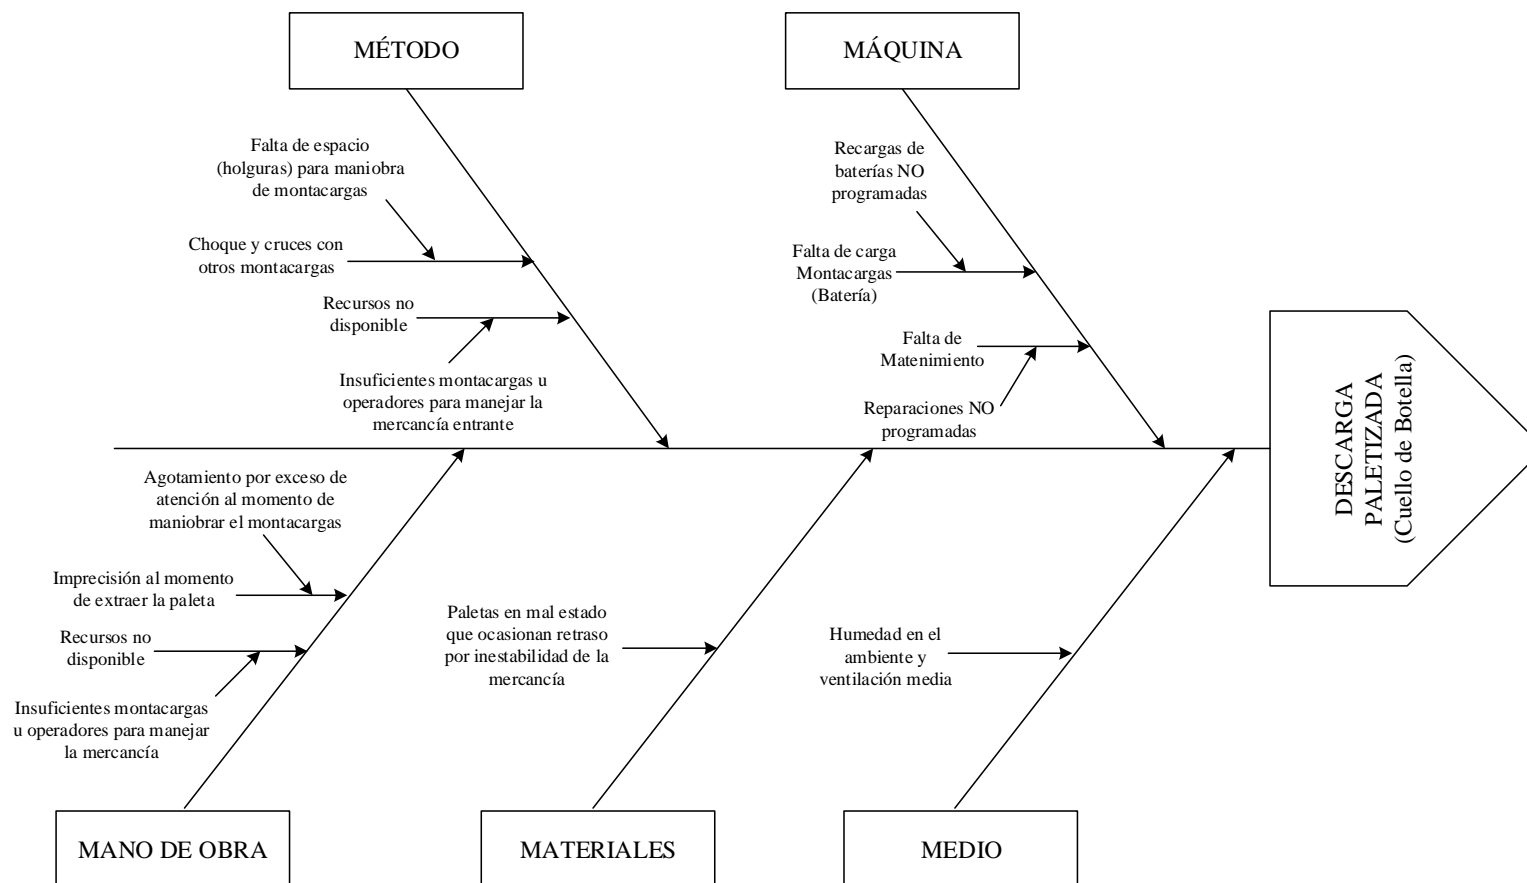 MÉTODO
MÁQUINA
Falta de espacio
(holguras) para maniobra
de montacargas
Choque y cruces con
otros montacargas
Recursos no
disponible
Insuficientes montacargas u
operadores para manejar la
mercancía entrante
Recargas de
baterías NO
programadas
Falta de carga
Montacargas
(Batería)
Falta de
Matenimiento
Reparaciones NO
programadas
DESCARGA
PALETIZADA
(Cuello de Botella)
Agotamiento por exceso de
atención al momento de
maniobrar el montacargas
Imprecisión al momento
de extraer la paleta
Recursos no
disponible
Insuficientes montacargas
u operadores para manejar
la mercancía
Paletas en mal estado
que ocasionan retraso
por inestabilidad de la
mercancía
Humedad en el
ambiente y
ventilación media
MANO DE OBRA
MATERIALES
MEDIO